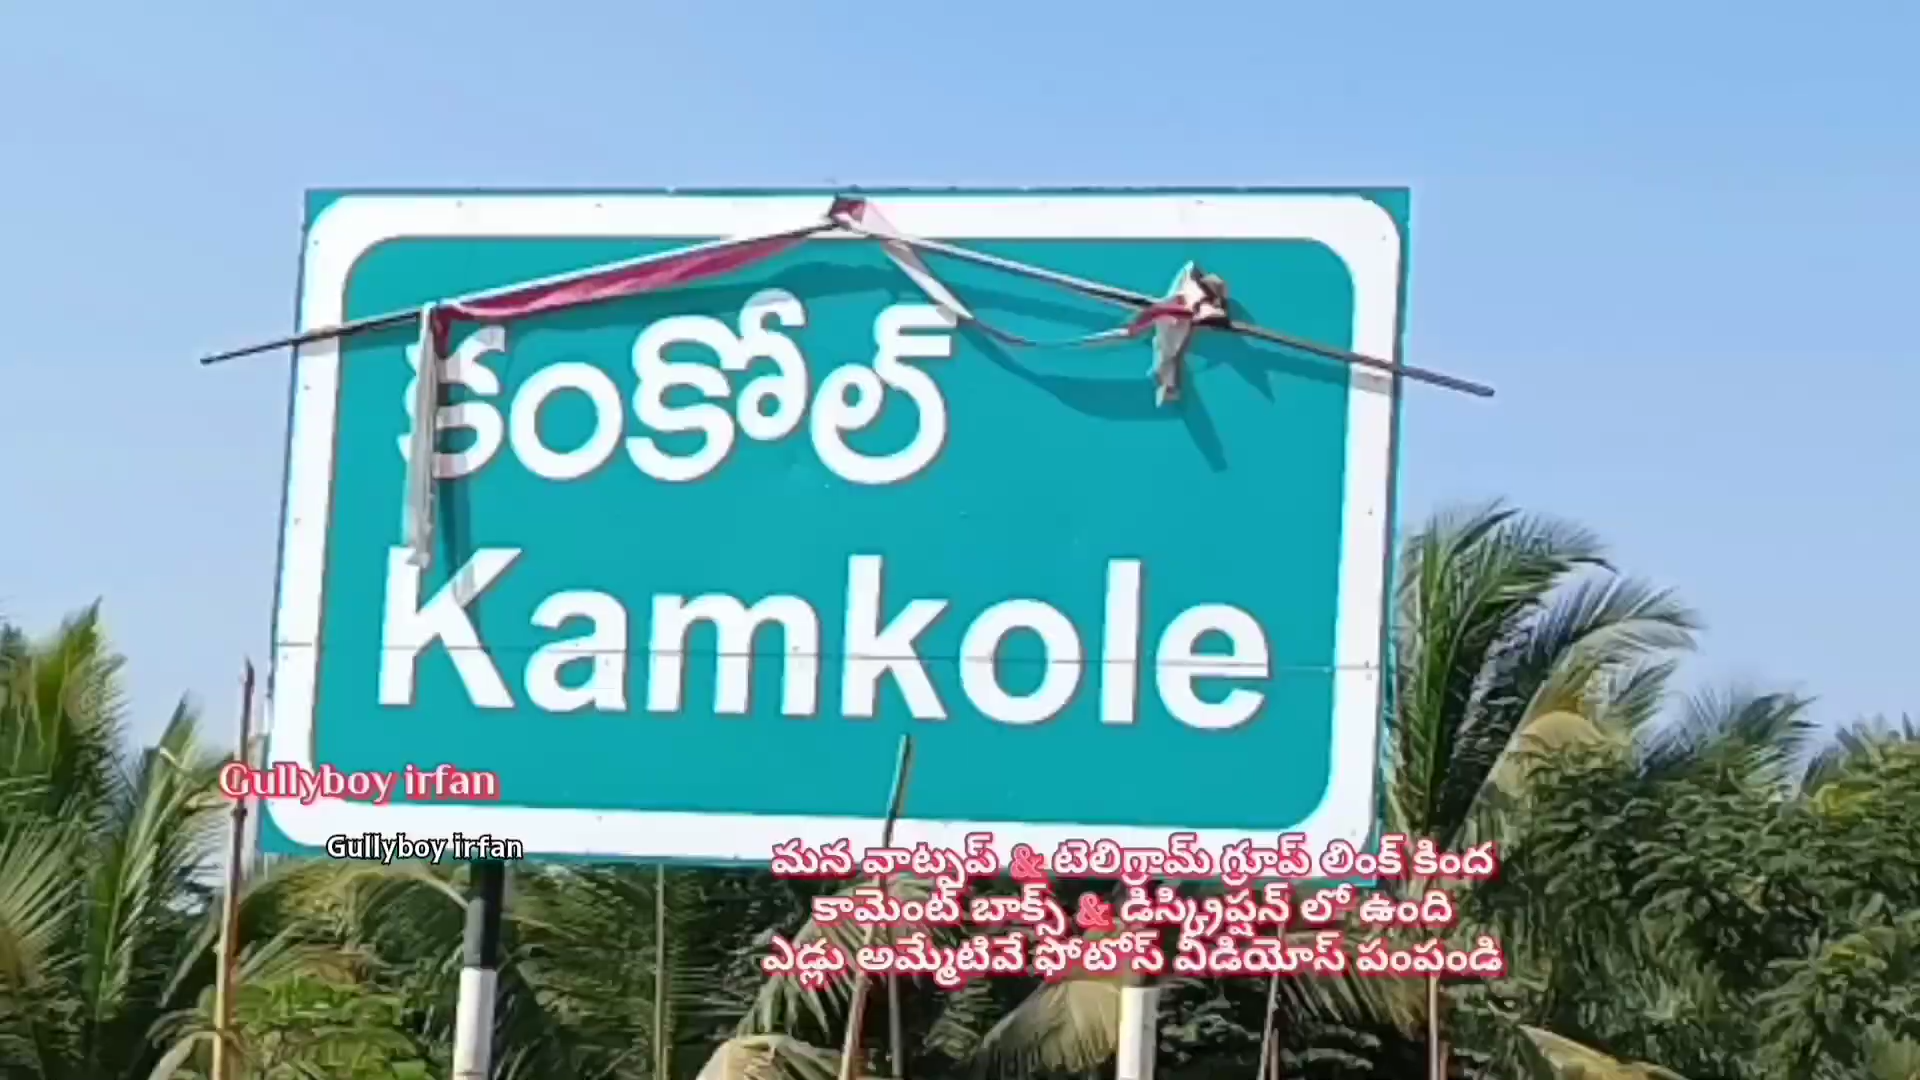 కంకోల్
Kamkole
Gullyboy irfan
Gullyboy irfan
మన వాట్సప్ & టెలిగ్రామ్ గ్రూప్ లింక్ కింద
కామెంట్ బాక్స్ & డిస్క్రిప్షన్ లో ఉంది
ఎడ్లు అమ్మేటివే ఫోటోస్ వీడియోస్ పంపండి